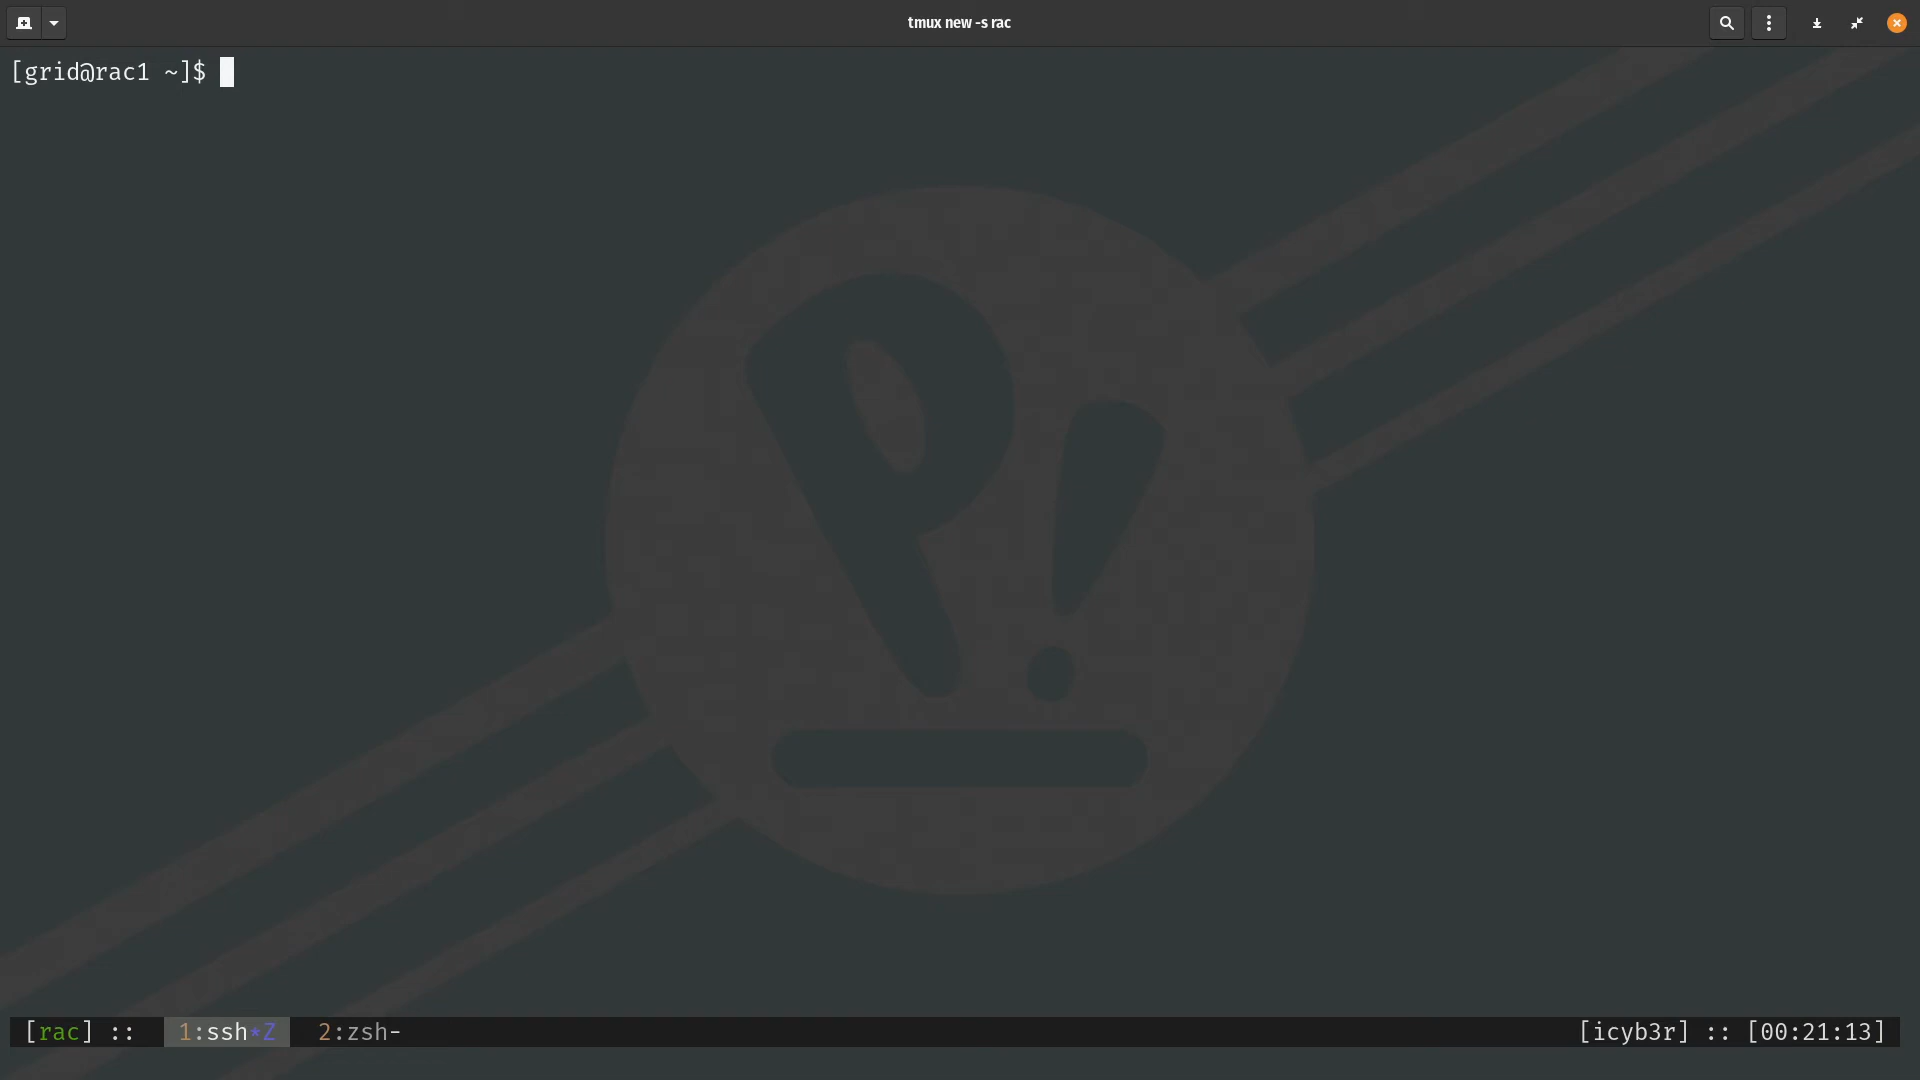 tmux new -s rac
[grid@rac1 ~]$
[rac] :: 1:ssh*Z 2:zsh- [icyb3r] :: [00:21:13]